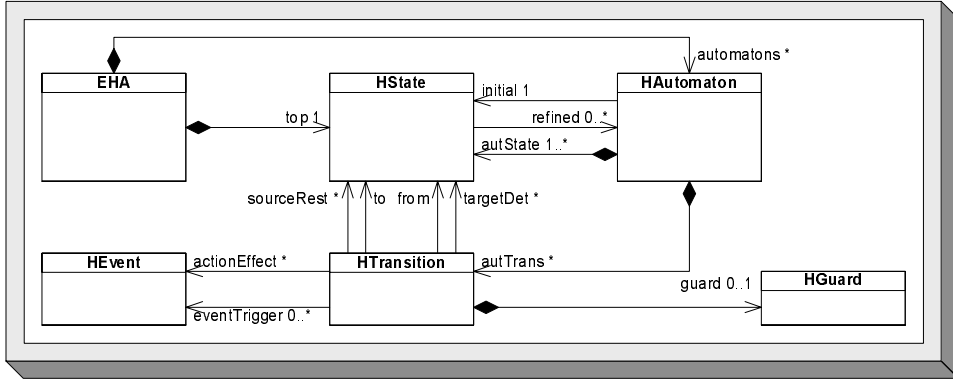 automatons *
EHA
HState
HAutomaton
initial 1
top 1
refined 0..*
autState 1..*
sourceRest *
to
from
targetDet *
HEvent
actionEffect *
HTransition
autTrans *
guard 0..1
HGuard
eventTrigger 0..*